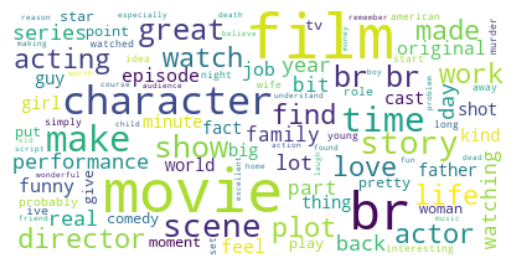 reason especially death remember american
star great film tv believe made murder
making watched money start
series point watch original
acting idea year worth
guy episode job bit br br work
course night wife boy problem away
girl character find role cast day
audience understand time
simply minute fact family young shot
put make show big story long kind
kid child action found dead
performance world lot love father
script excellent home laugh fun
wonderful give movie part pretty life
funny thing br watching
probably ive
real comedy scene plot woman
friend music
director moment set feel play back interesting actor